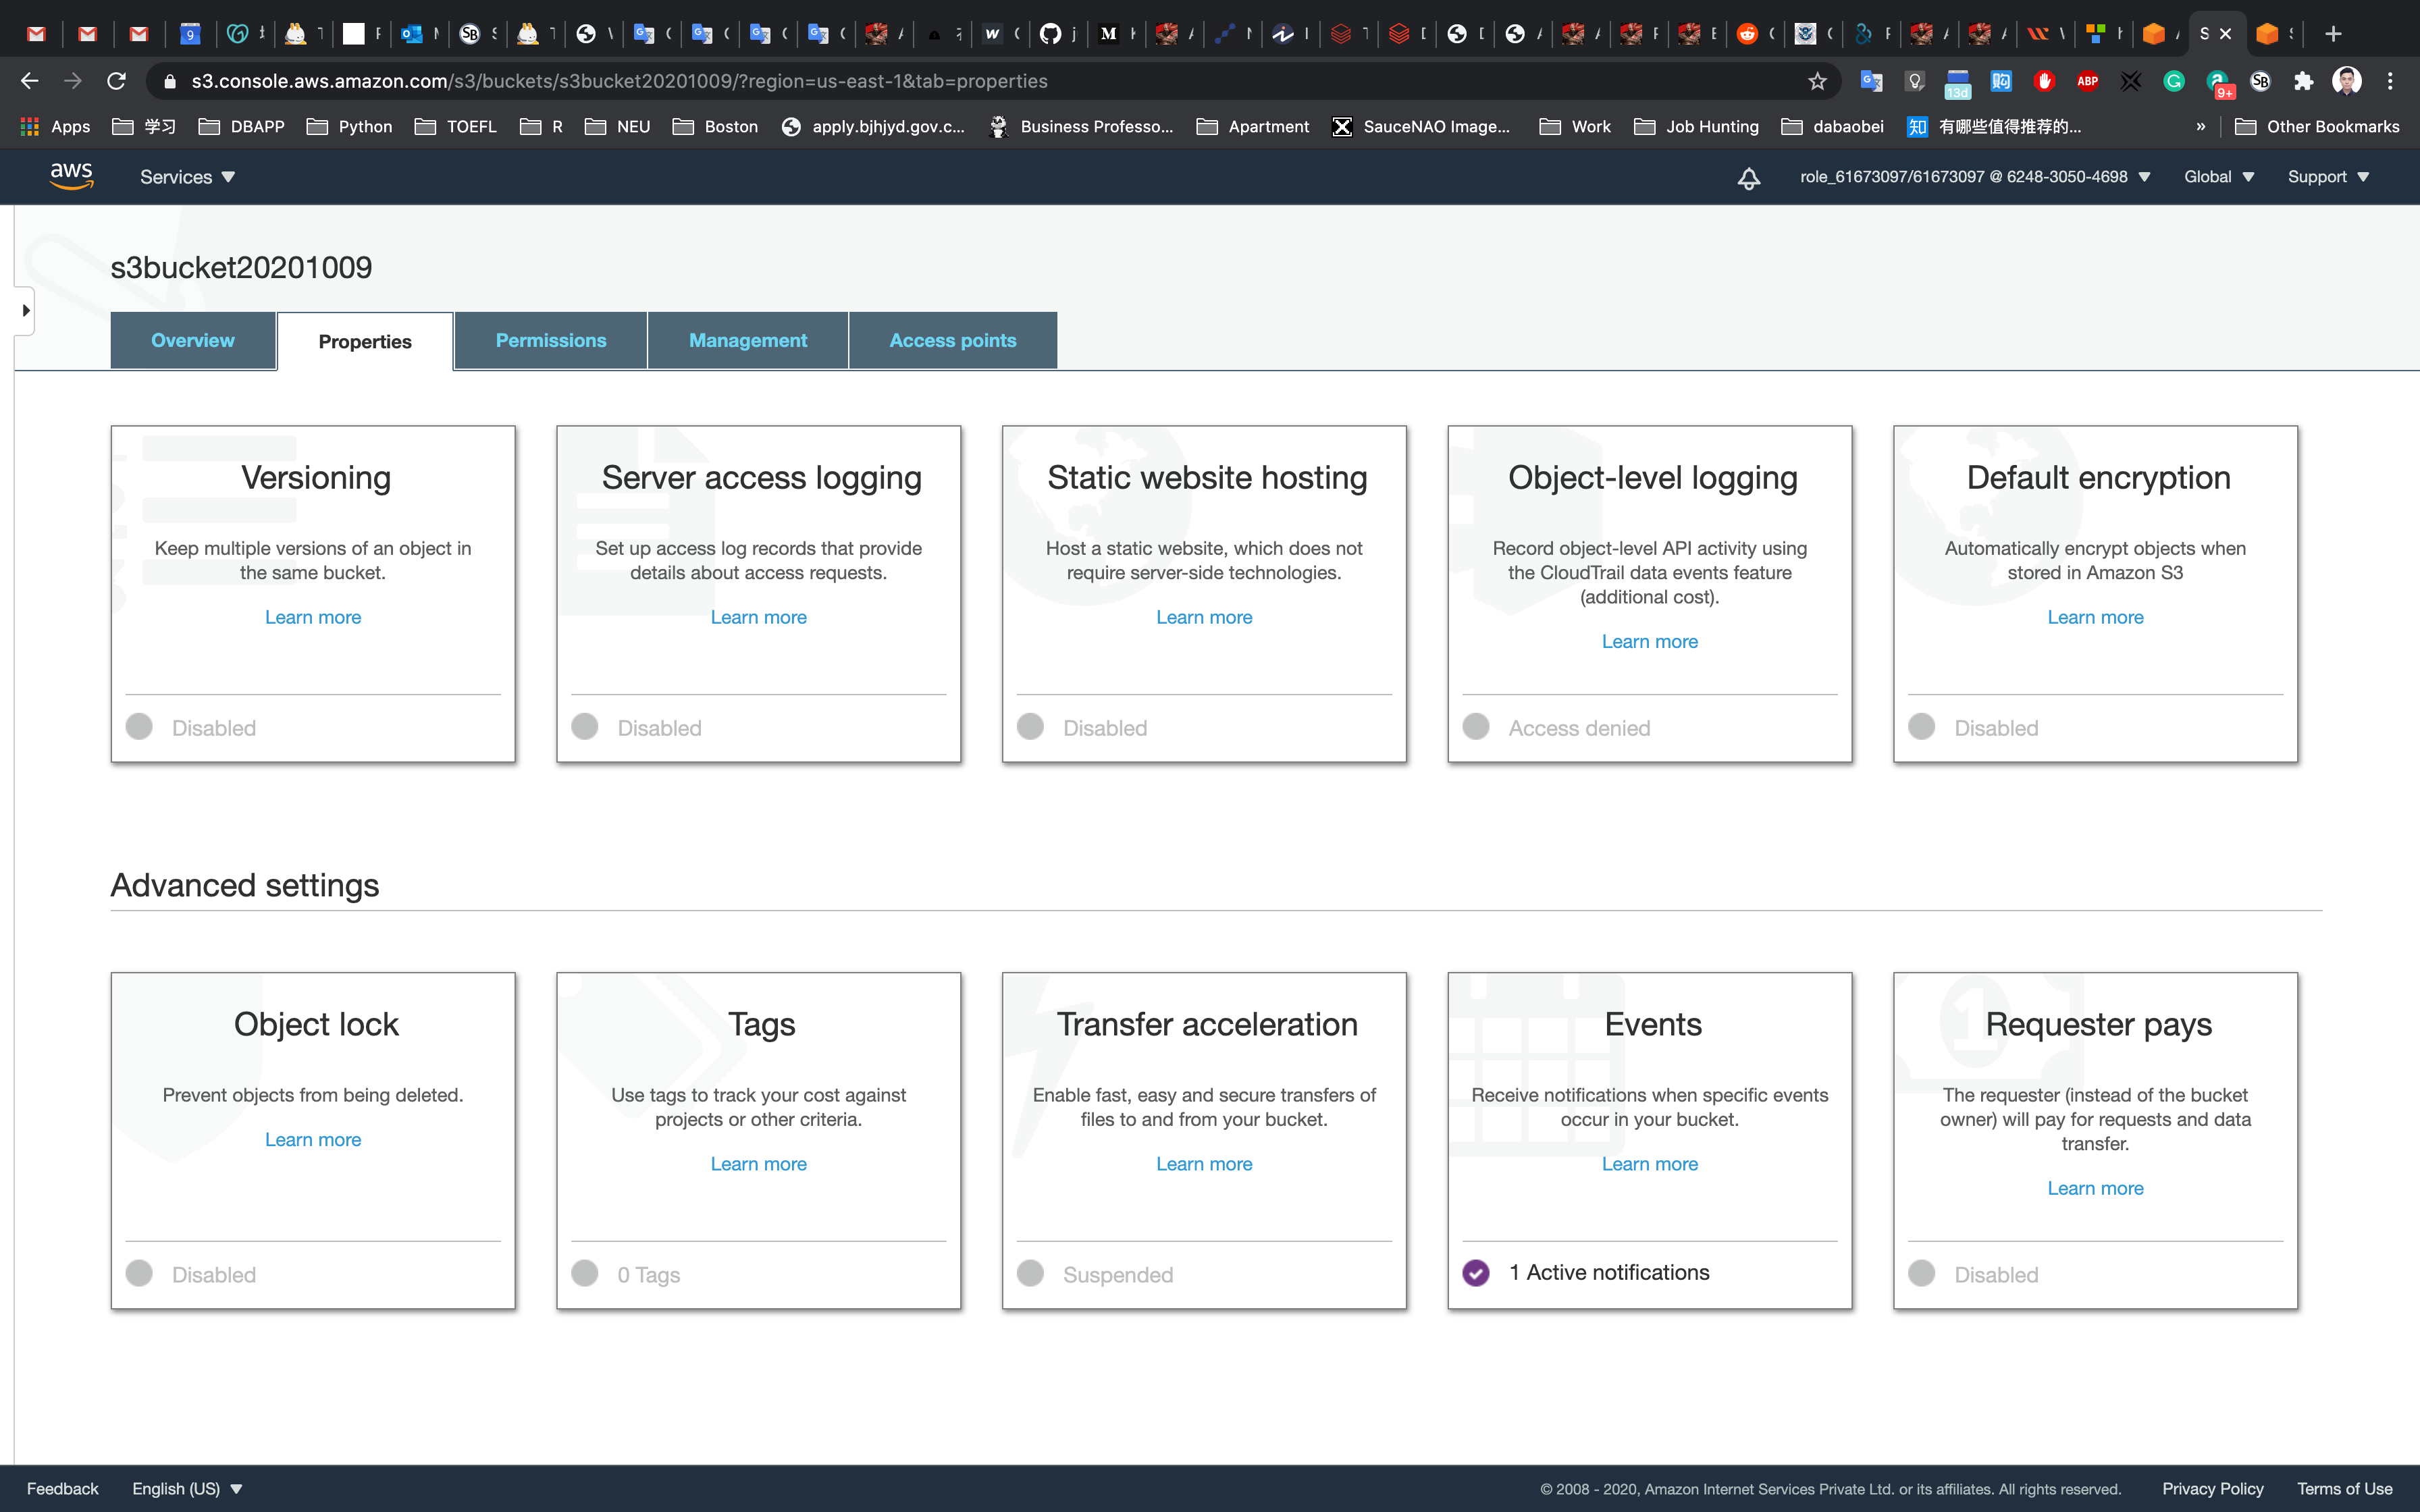 s3.console.aws.amazon.com/s3/buckets/s3bucket20201009/?region=us-east-1&tab=properties
13d
ABP
9+
SB
Apps
学习
DBAPP
Python
TOEFL
R
NEU
Boston
apply.bjhjyd.gov.c...
Business Professo...
Apartment
SauceNAO Image...
Work
Job Hunting
dabaobei
知 有哪些值得推荐的...
»
Other Bookmarks
aws
Services
role_61673097/61673097 @ 6248-3050-4698
Global
Support
s3bucket20201009
Overview
Properties
Permissions
Management
Access points
Versioning
Keep multiple versions of an object in
the same bucket.
Learn more
Disabled
Server access logging
Set up access log records that provide
details about access requests.
Learn more
Disabled
Static website hosting
Host a static website, which does not
require server-side technologies.
Learn more
Disabled
Object-level logging
Record object-level API activity using
the CloudTrail data events feature
(additional cost).
Learn more
Access denied
Default encryption
Automatically encrypt objects when
stored in Amazon S3
Learn more
Disabled
Advanced settings
Object lock
Prevent objects from being deleted.
Learn more
Disabled
Tags
Use tags to track your cost against
projects or other criteria.
Learn more
0 Tags
Transfer acceleration
Enable fast, easy and secure transfers of
files to and from your bucket.
Learn more
Suspended
Events
Receive notifications when specific events
occur in your bucket.
Learn more
1 Active notifications
Requester pays
The requester (instead of the bucket
owner) will pay for requests and data
transfer.
Learn more
Disabled
Feedback
English (US)
© 2008 - 2020, Amazon Internet Services Private Ltd. or its affiliates. All rights reserved.
Privacy Policy
Terms of Use